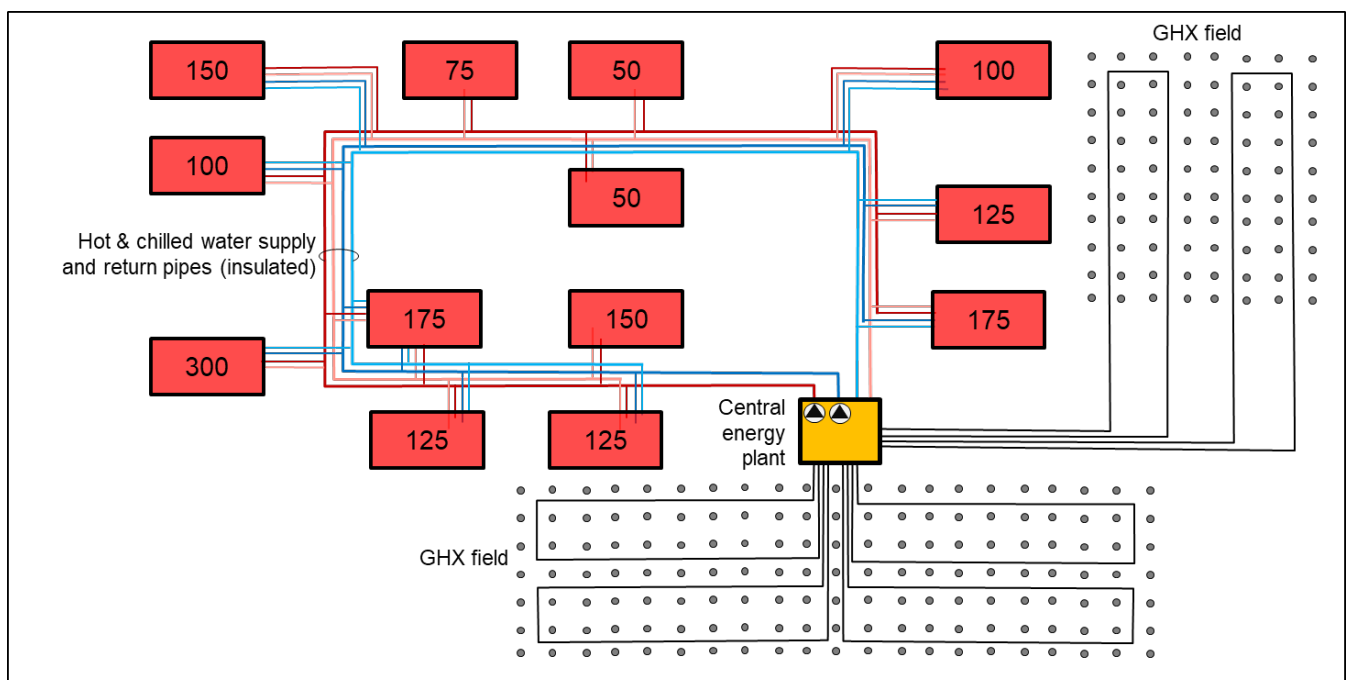 GHX field
150
75
50
100
100
50
125
Hot & chilled water supply
and return pipes (insulated)
175
150
175
300
Central
energy
plant
125
125
GHX field